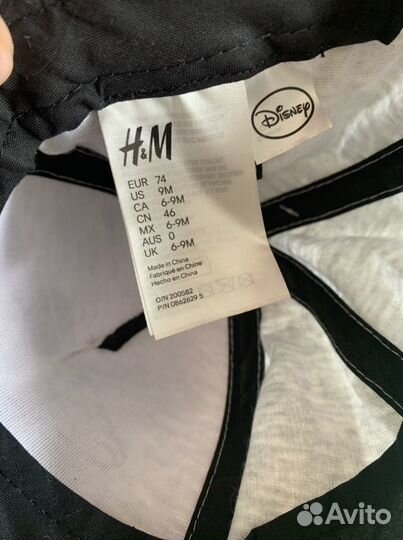 H&M
Disney
EUR 74
US 9M
CA 6-9M
CN 46
MX 6-9M
AUS 0
UK 6-9M
Made in China
Fabriqué en Chine
Hecho en China
O/N 200582
P/N 0862629 5
Avito